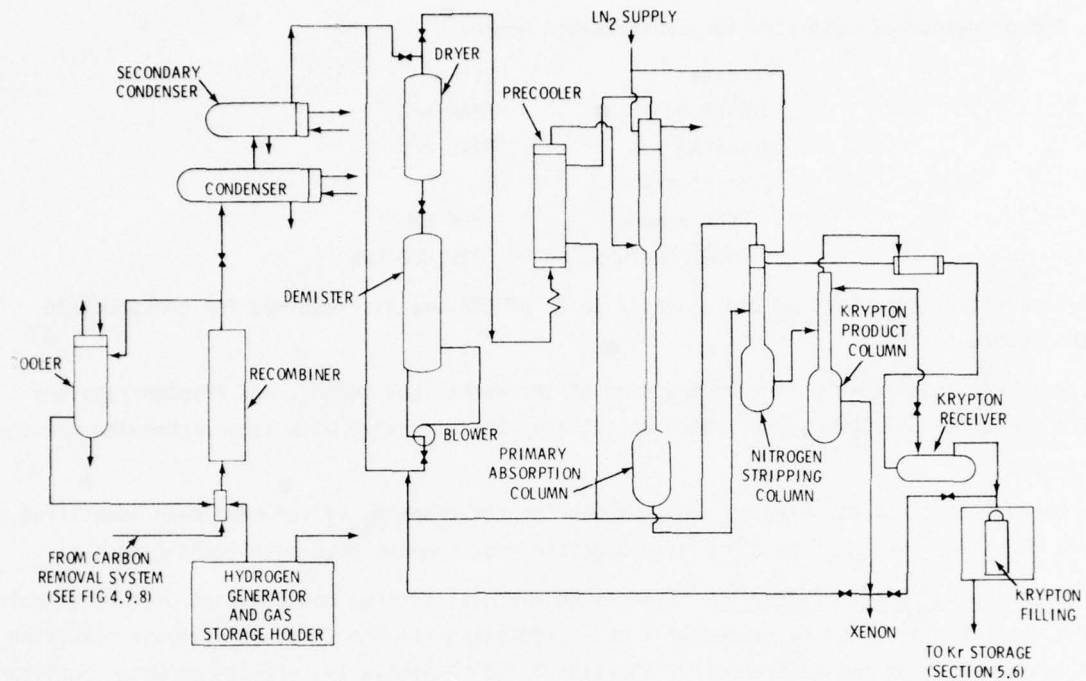 LN2 SUPPLY
DRYER
SECONDARY
CONDENSER
PRECOOLER
CONDENSER
DEMISTER
KRYPTON
PRODUCT
COLUMN
OOLER
RECOMBINER
KRYPTON
RECEIVER
BLOWER
PRIMARY
ABSORPTION
COLUMN
NITROGEN
STRIPPING
COLUMN
FROM CARBON
REMOVAL SYSTEM
(SEE FIG 4.9.8)
HYDROGEN
GENERATOR
AND GAS
STORAGE HOLDER
KRYPTON
FILLING
XENON
TO Kr STORAGE
(SECTION 5.6)